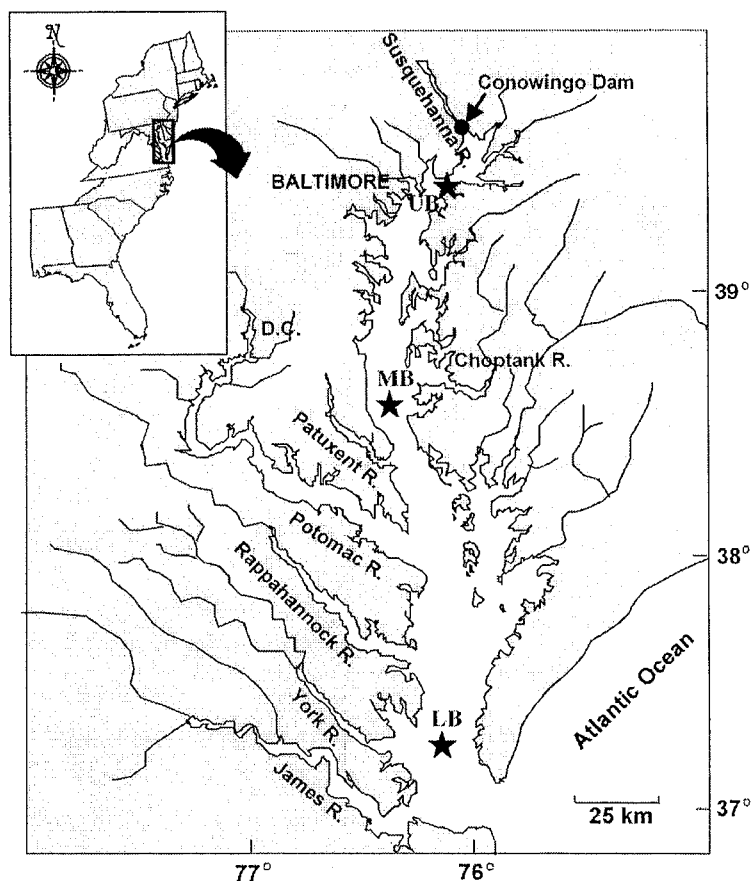 N
Susquehanna R.
Conowingo Dam
BALTIMORE
UB
39°
D.C.
Choptank R.
MB
Patuxent R.
Potomac R.
38°
Rappahannock R.
Atlantic Ocean
York R.
LB
James R.
25 km
37°
77°
76°